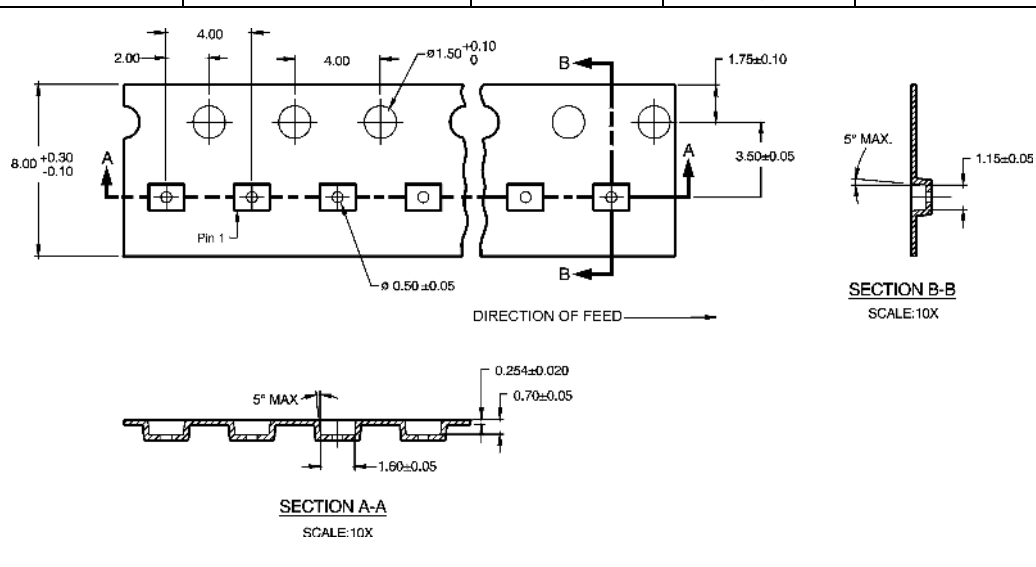 4.00
2.00
4.00
ø1.50 +0.10 0
B
1.75±0.10
8.00 +0.30 -0.10
A
A
3.50±0.05
5° MAX.
1.15±0.05
Pin 1
B
ø 0.50±0.05
SECTION B-B
SCALE:10X
DIRECTION OF FEED
0.254±0.020
5° MAX
0.70±0.05
1.60±0.05
SECTION A-A
SCALE:10X